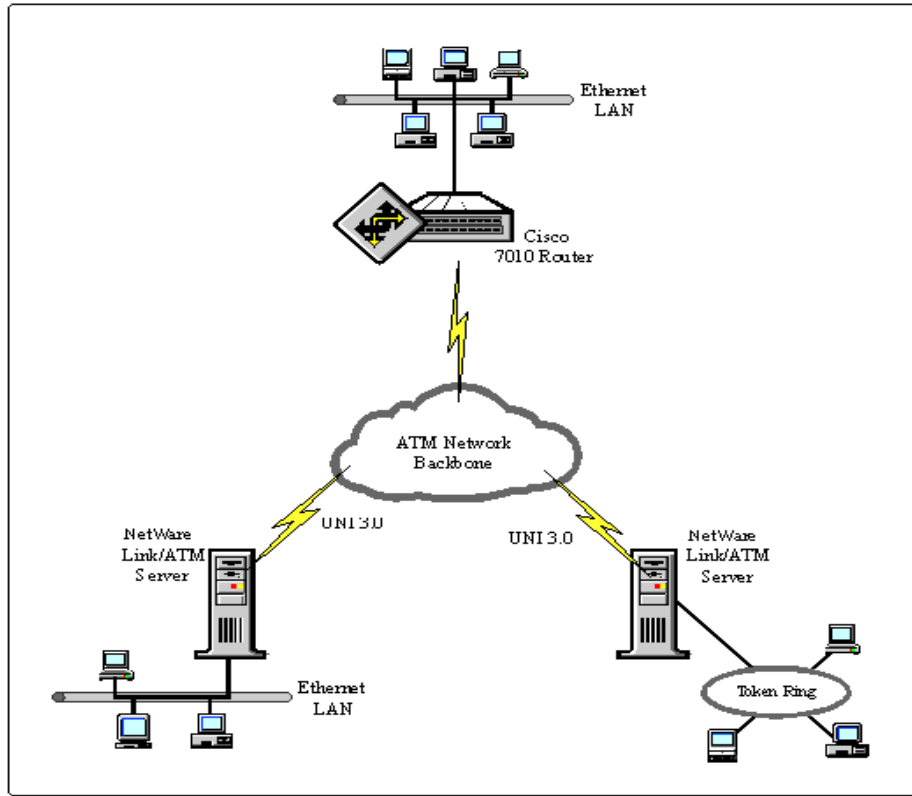 Ethernet
LAN
Cisco
7010 Router
ATM Network
Backbone
UNI 3.0
UNI 3.0
NetWare
Link/ATM
Server
NetWare
Link/ATM
Server
Ethernet
LAN
Token Ring